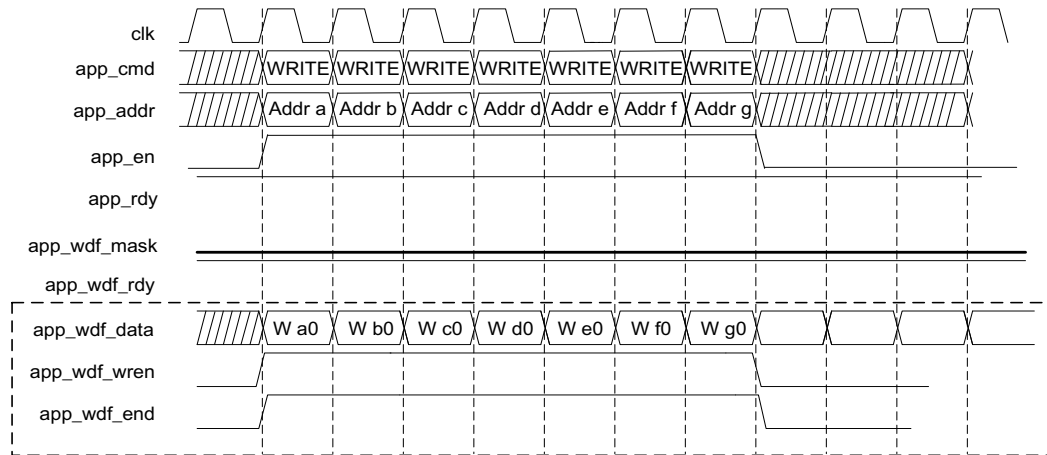 clk
app_cmd WRITE WRITE WRITE WRITE WRITE WRITE WRITE
app_addr Addr a Addr b Addr c Addr d Addr e Addr f Addr g
app_en
app_rdy
app_wdf_mask
app_wdf_rdy
app_wdf_data W a0 W b0 W c0 W d0 W e0 W f0 W g0
app_wdf_wren
app_wdf_end